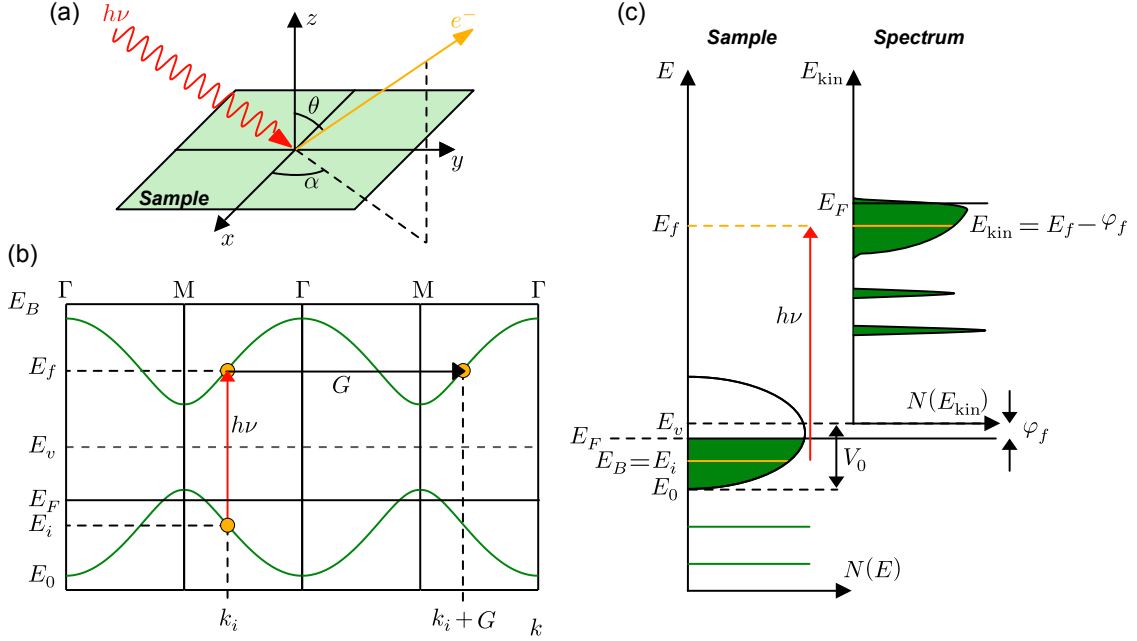 (a)
hν
z
e⁻
θ
y
α
Sample
x
(b)
Γ M Γ M Γ
E_B
E_f
G
hν
E_v
E_F
E_i
E_0
k_i
k_i + G
k
(c)
Sample Spectrum
E E_kin
E_F
E_f
E_kin = E_f − φ_f
hν
N(E_kin)
E_v
φ_f
E_F
E_B = E_i
V_0
E_0
N(E)